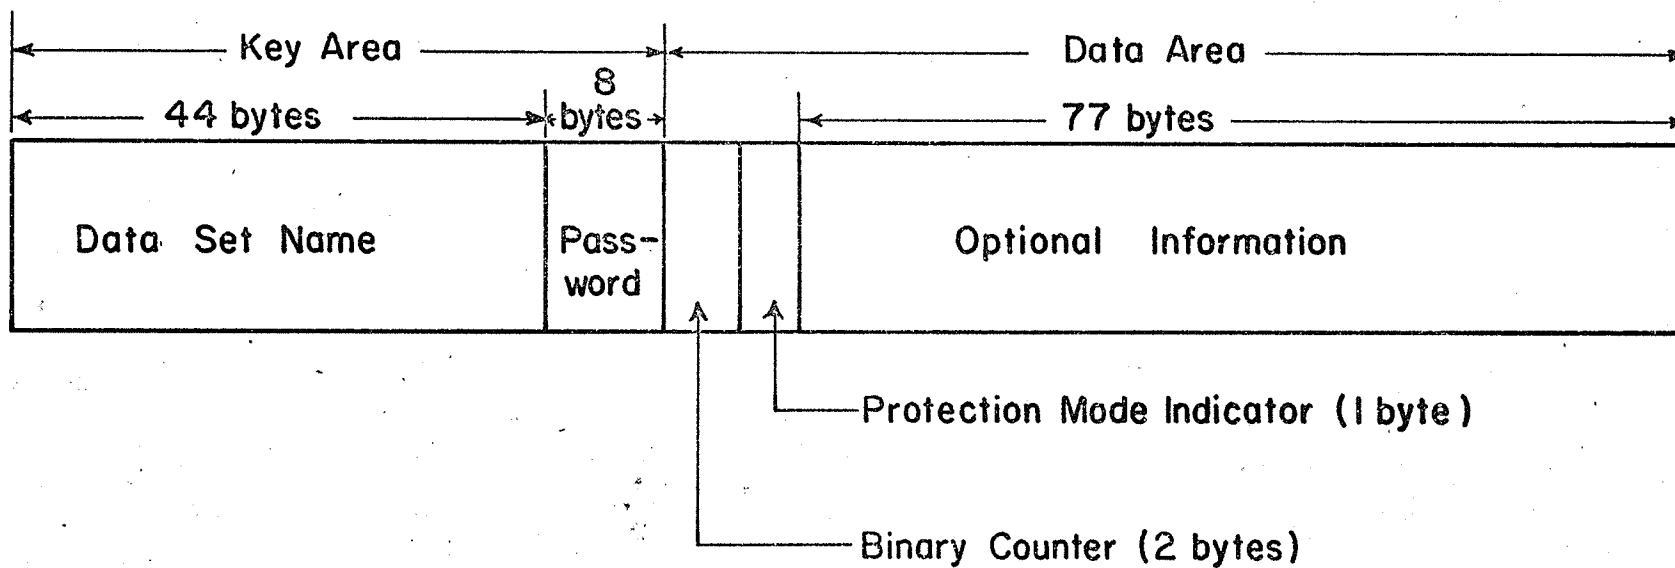 Key Area
Data Area
44 bytes
8
bytes
77 bytes
Data Set Name
Pass-
word
Optional Information
Protection Mode Indicator (1 byte)
Binary Counter (2 bytes)